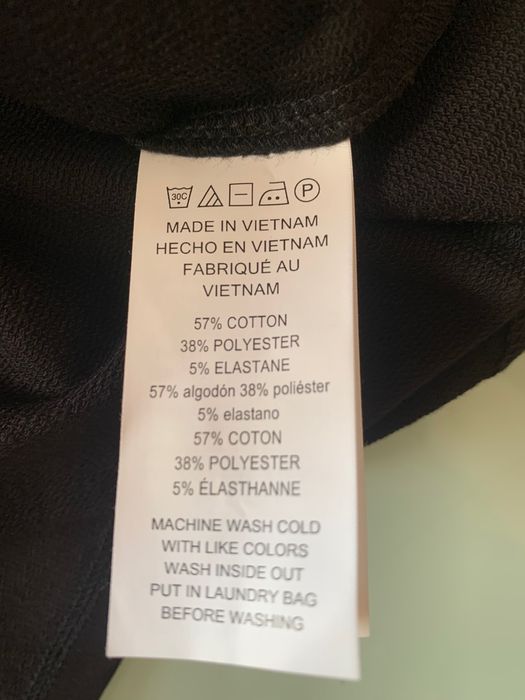 30C P
MADE IN VIETNAM
HECHO EN VIETNAM
FABRIQUÉ AU
VIETNAM
57% COTTON
38% POLYESTER
5% ELASTANE
57% algodón 38% poliéster
5% elastano
57% COTON
38% POLYESTER
5% ÉLASTHANNE
MACHINE WASH COLD
WITH LIKE COLORS
WASH INSIDE OUT
PUT IN LAUNDRY BAG
BEFORE WASHING